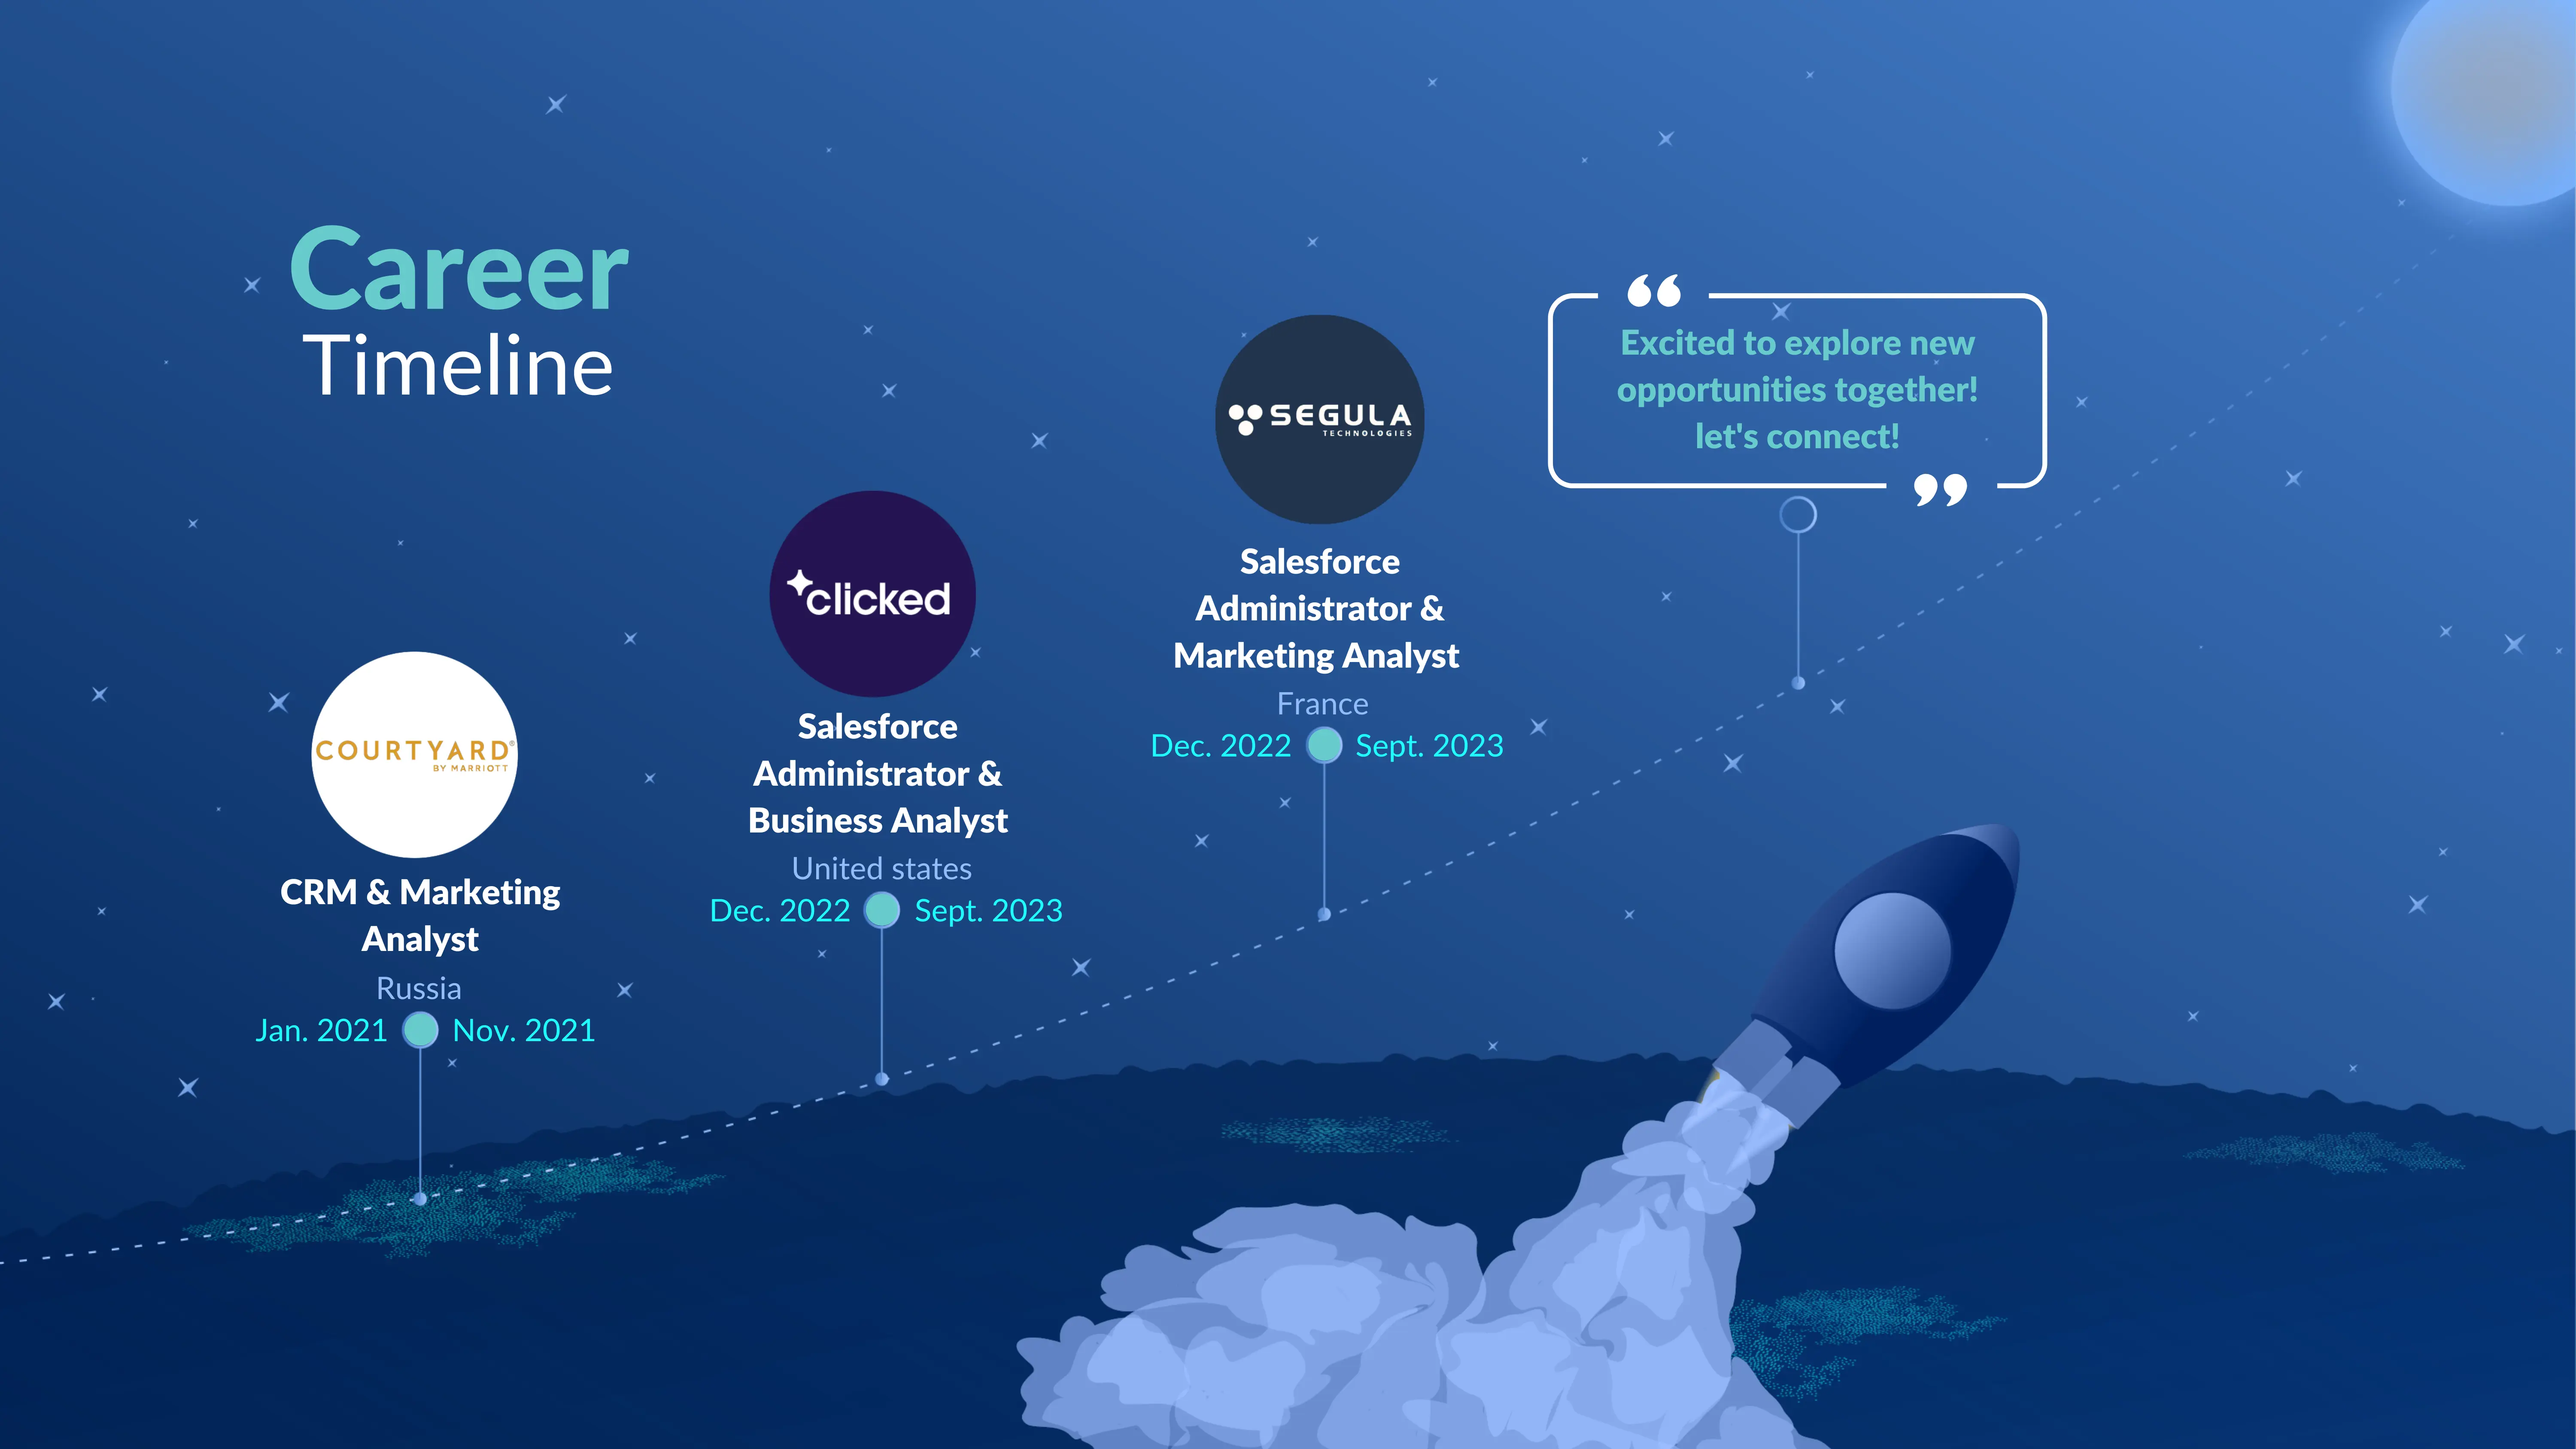 Career
Timeline
COURTYARD®
BY MARRIOTT
CRM & Marketing
Analyst
Russia
Jan. 2021 Nov. 2021
clicked
Salesforce
Administrator &
Business Analyst
United states
Dec. 2022 Sept. 2023
SEGULA
TECHNOLOGIES
Salesforce
Administrator &
Marketing Analyst
France
Dec. 2022 Sept. 2023
“
Excited to explore new
opportunities together!
let's connect!
”